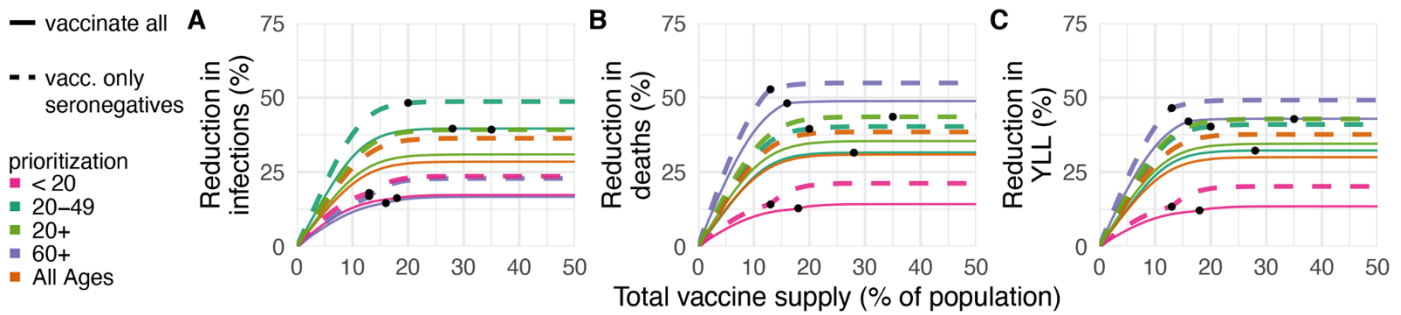 vaccinate all
vacc. only
seronegatives
prioritization
< 20
20–49
20+
60+
All Ages
A
Reduction in
infections (%)
75
50
25
0
0 10 20 30 40 50
B
Reduction in
deaths (%)
75
50
25
0
0 10 20 30 40 50
C
Reduction in
YLL (%)
75
50
25
0
0 10 20 30 40 50
Total vaccine supply (% of population)